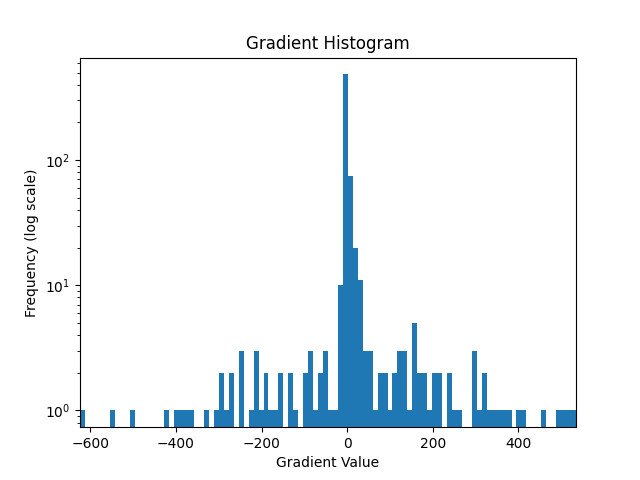 Gradient Histogram
Frequency (log scale)
10²
10¹
10⁰
−600 −400 −200 0 200 400
Gradient Value